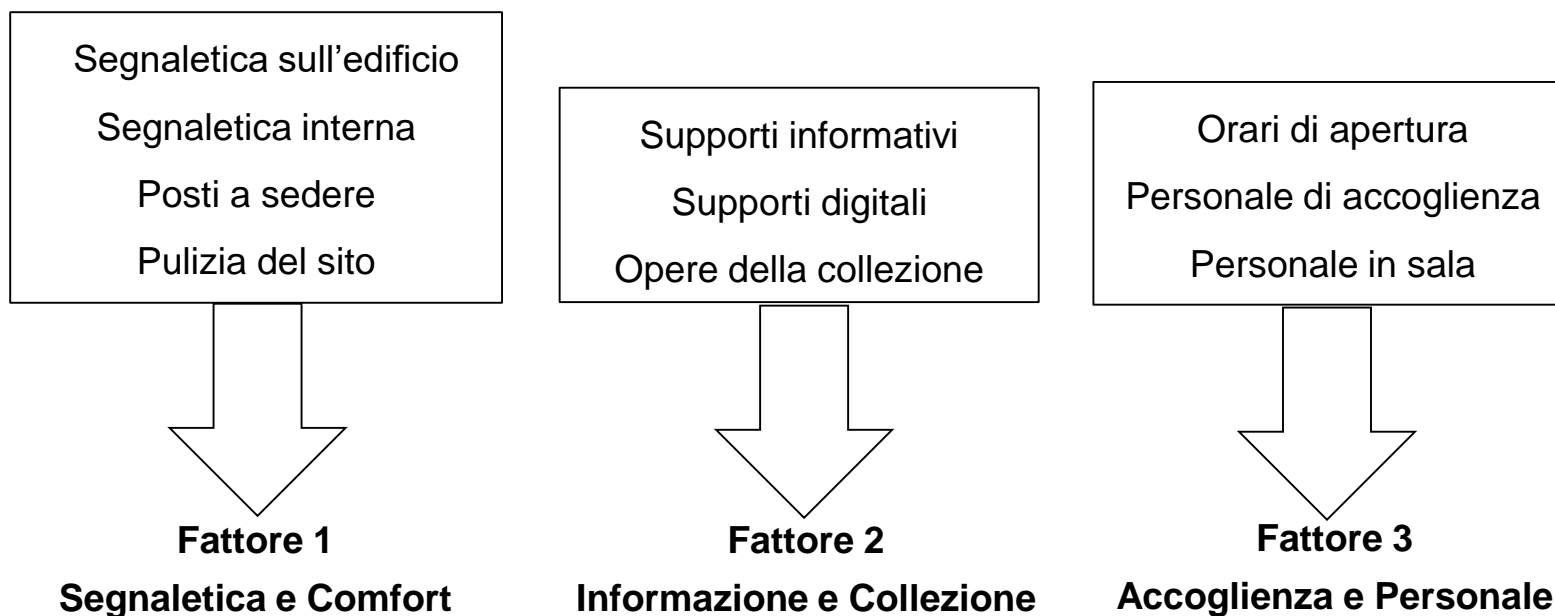 Segnaletica sull’edificio
Segnaletica interna
Posti a sedere
Pulizia del sito
Fattore 1
Segnaletica e Comfort
Supporti informativi
Supporti digitali
Opere della collezione
Fattore 2
Informazione e Collezione
Orari di apertura
Personale di accoglienza
Personale in sala
Fattore 3
Accoglienza e Personale